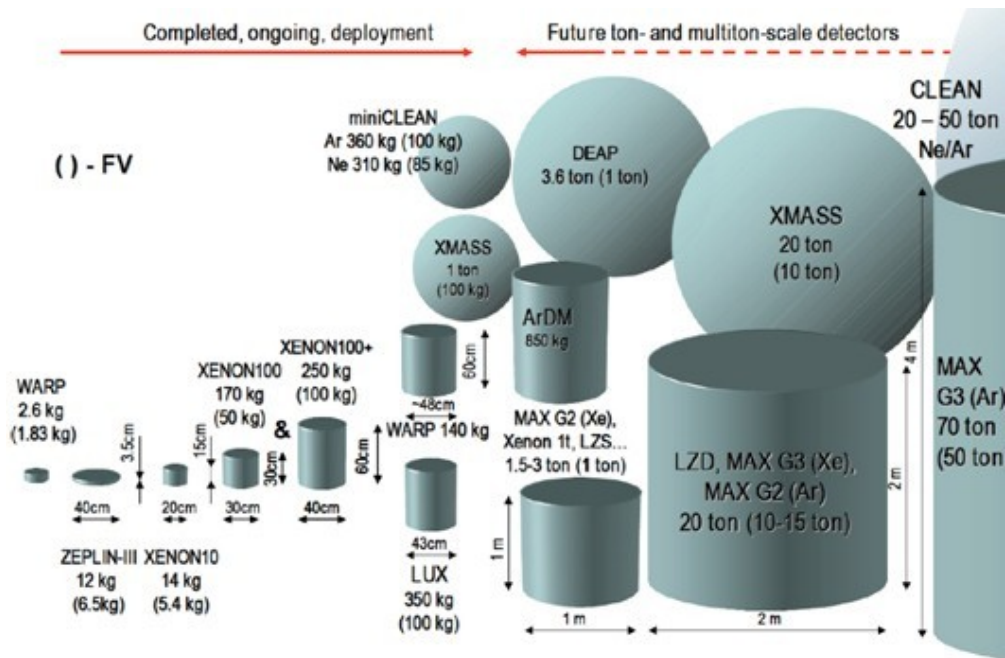 Completed, ongoing, deployment
Future ton- and multiton-scale detectors
( ) - FV
miniCLEAN
Ar 360 kg (100 kg)
Ne 310 kg (85 kg)
DEAP
3.6 ton (1 ton)
CLEAN
20 – 50 ton
Ne/Ar
XMASS
1 ton
(100 kg)
XMASS
20 ton
(10 ton)
ArDM
850 kg
WARP
2.6 kg
(1.83 kg)
3.5cm
40cm
ZEPLIN-III
12 kg
(6.5kg)
15cm
20cm
XENON10
14 kg
(5.4 kg)
XENON100
170 kg
(50 kg)
30cm
30cm
&
XENON100+
250 kg
(100 kg)
60cm
40cm
60cm
~48cm
WARP 140 kg
43cm
LUX
350 kg
(100 kg)
MAX G2 (Xe),
Xenon 1t, LZS...
1.5-3 ton (1 ton)
1 m
1 m
LZD, MAX G3 (Xe),
MAX G2 (Ar)
20 ton (10-15 ton)
2 m
2 m
4 m
MAX
G3 (Ar)
70 ton
(50 ton